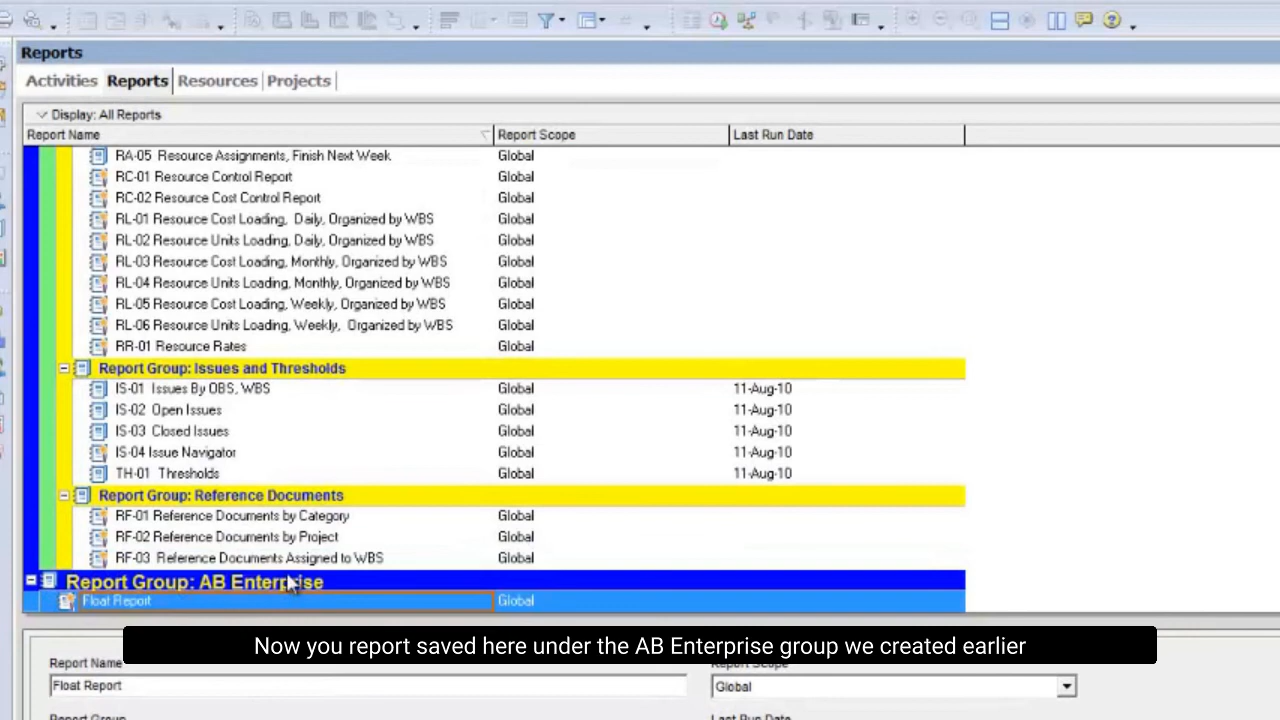 Reports
Activities Reports Resources Projects
Display: All Reports
Report Name Report Scope Last Run Date
RA-05 Resource Assignments, Finish Next Week Global
RC-01 Resource Control Report Global
RC-02 Resource Cost Control Report Global
RL-01 Resource Cost Loading, Daily, Organized by WBS Global
RL-02 Resource Units Loading, Daily, Organized by WBS Global
RL-03 Resource Cost Loading, Monthly, Organized by WBS Global
RL-04 Resource Units Loading, Monthly, Organized by WBS Global
RL-05 Resource Cost Loading, Weekly, Organized by WBS Global
RL-06 Resource Units Loading, Weekly, Organized by WBS Global
RR-01 Resource Rates Global
Report Group: Issues and Thresholds
IS-01 Issues By OBS, WBS Global 11-Aug-10
IS-02 Open Issues Global 11-Aug-10
IS-03 Closed Issues Global 11-Aug-10
IS-04 Issue Navigator Global 11-Aug-10
TH-01 Thresholds Global 11-Aug-10
Report Group: Reference Documents
RF-01 Reference Documents by Category Global
RF-02 Reference Documents by Project Global
RF-03 Reference Documents Assigned to WBS Global
Report Group: AB Enterprise
Float Report Global
Now you report saved here under the AB Enterprise group we created earlier
Report Name Report Scope
Float Report Global
Report Group Last Run Date